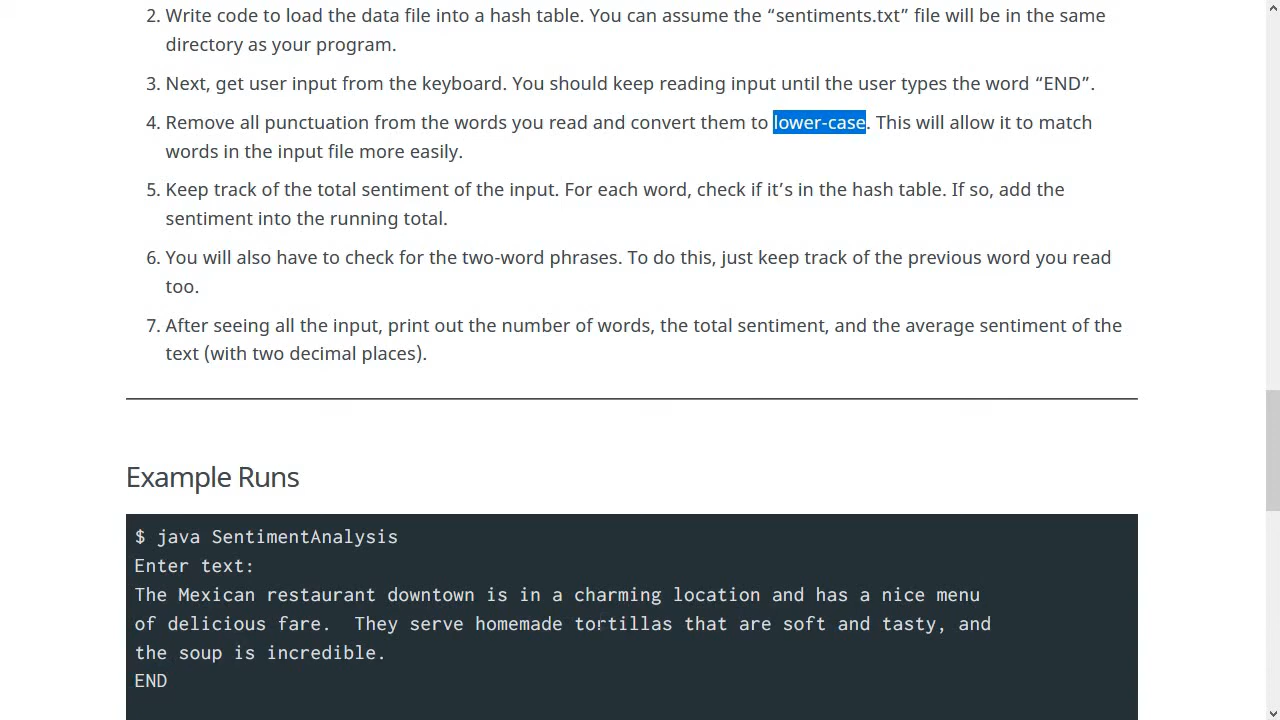 2. Write code to load the data file into a hash table. You can assume the “sentiments.txt” file will be in the same
directory as your program.
3. Next, get user input from the keyboard. You should keep reading input until the user types the word “END”.
4. Remove all punctuation from the words you read and convert them to lower-case. This will allow it to match
words in the input file more easily.
5. Keep track of the total sentiment of the input. For each word, check if it’s in the hash table. If so, add the
sentiment into the running total.
6. You will also have to check for the two-word phrases. To do this, just keep track of the previous word you read
too.
7. After seeing all the input, print out the number of words, the total sentiment, and the average sentiment of the
text (with two decimal places).
Example Runs
$ java SentimentAnalysis
Enter text:
The Mexican restaurant downtown is in a charming location and has a nice menu
of delicious fare.  They serve homemade tortillas that are soft and tasty, and
the soup is incredible.
END